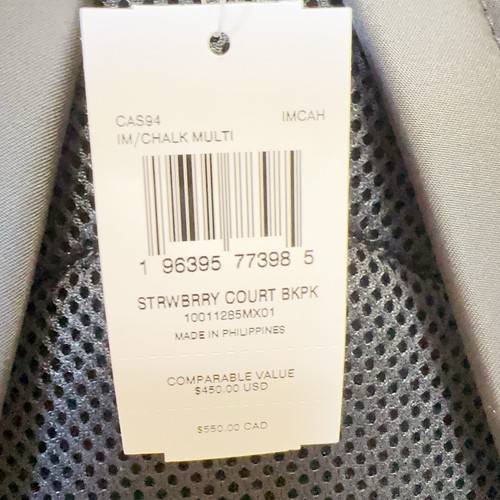 CAS94 IMCAH
IM/CHALK MULTI
1 96395 77398 5
STRWBRRY COURT BKPK
10011285MX01
MADE IN PHILIPPINES
COMPARABLE VALUE
$450.00 USD
$550.00 CAD